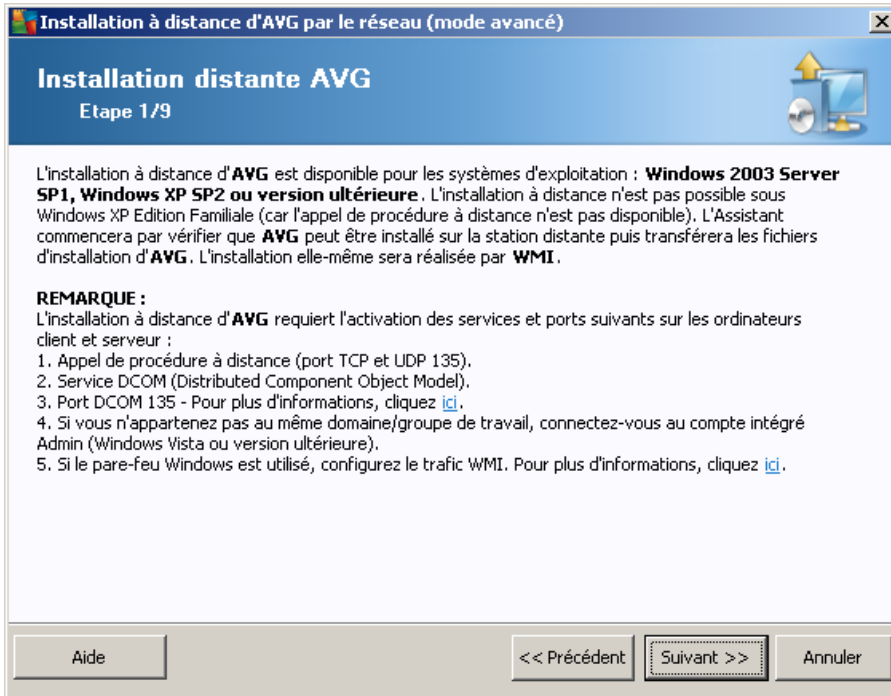 Installation à distance d'AVG par le réseau (mode avancé)
Installation distante AVG
Etape 1/9
L'installation à distance d'AVG est disponible pour les systèmes d'exploitation : Windows 2003 Server
SP1, Windows XP SP2 ou version ultérieure. L'installation à distance n'est pas possible sous
Windows XP Edition Familiale (car l'appel de procédure à distance n'est pas disponible). L'Assistant
commencera par vérifier que AVG peut être installé sur la station distante puis transférera les fichiers
d'installation d'AVG. L'installation elle-même sera réalisée par WMI.
REMARQUE :
L'installation à distance d'AVG requiert l'activation des services et ports suivants sur les ordinateurs
client et serveur :
1. Appel de procédure à distance (port TCP et UDP 135).
2. Service DCOM (Distributed Component Object Model).
3. Port DCOM 135 - Pour plus d'informations, cliquez ici.
4. Si vous n'appartenez pas au même domaine/groupe de travail, connectez-vous au compte intégré
Admin (Windows Vista ou version ultérieure).
5. Si le pare-feu Windows est utilisé, configurez le trafic WMI. Pour plus d'informations, cliquez ici.
Aide
<< Précédent
Suivant >>
Annuler